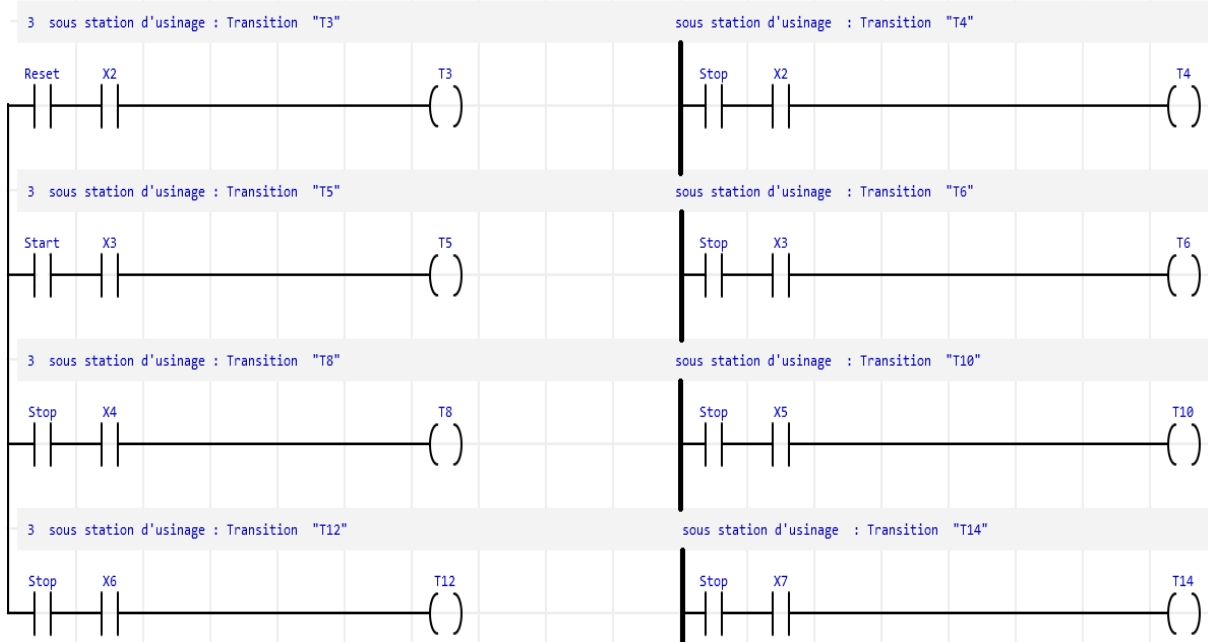 3 sous station d'usinage : Transition "T3"
sous station d'usinage : Transition "T4"
Reset X2 T3
Stop X2 T4
3 sous station d'usinage : Transition "T5"
sous station d'usinage : Transition "T6"
Start X3 T5
Stop X3 T6
3 sous station d'usinage : Transition "T8"
sous station d'usinage : Transition "T10"
Stop X4 T8
Stop X5 T10
3 sous station d'usinage : Transition "T12"
sous station d'usinage : Transition "T14"
Stop X6 T12
Stop X7 T14